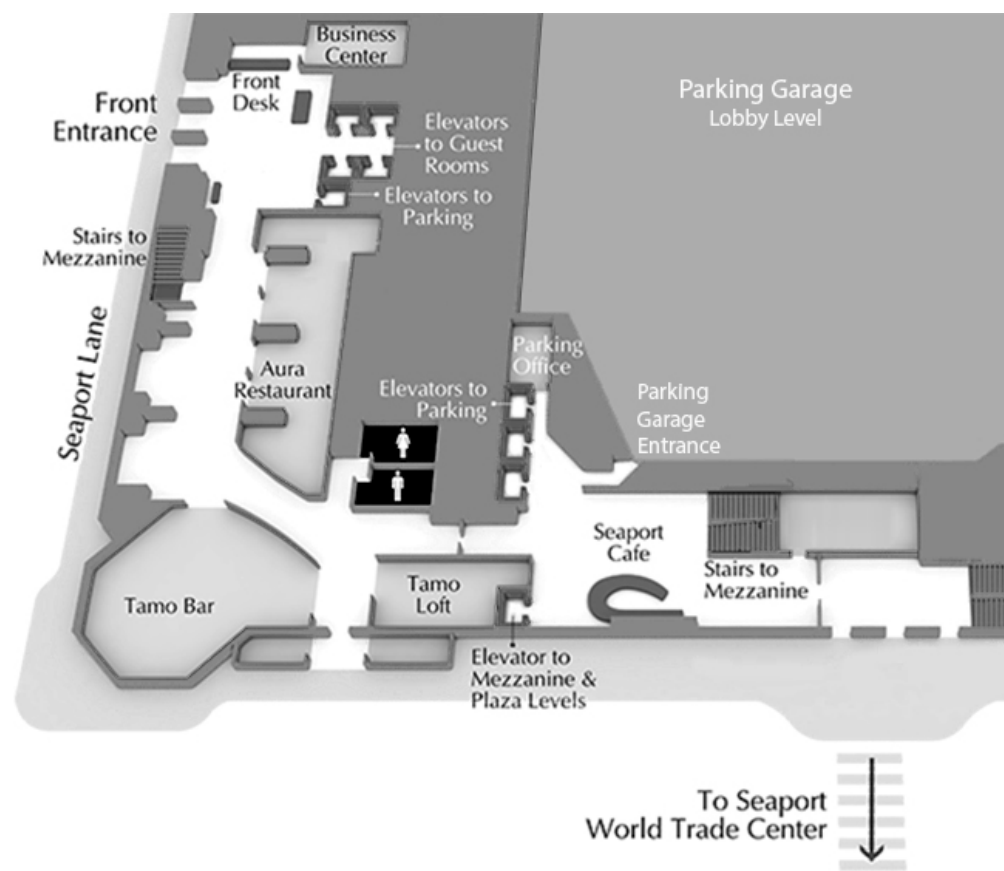 Business
Center
Parking Garage
Lobby Level
Front
Desk
Front
Entrance
Elevators
to Guest
Rooms
Elevators to
Parking
Stairs to
Mezzanine
Seaport Lane
Parking
Office
Aura
Restaurant
Elevators to
Parking
Parking
Garage
Entrance
Seaport
Cafe
Stairs to
Mezzanine
Tamo
Loft
Tamo Bar
Elevator to
Mezzanine &
Plaza Levels
To Seaport
World Trade Center